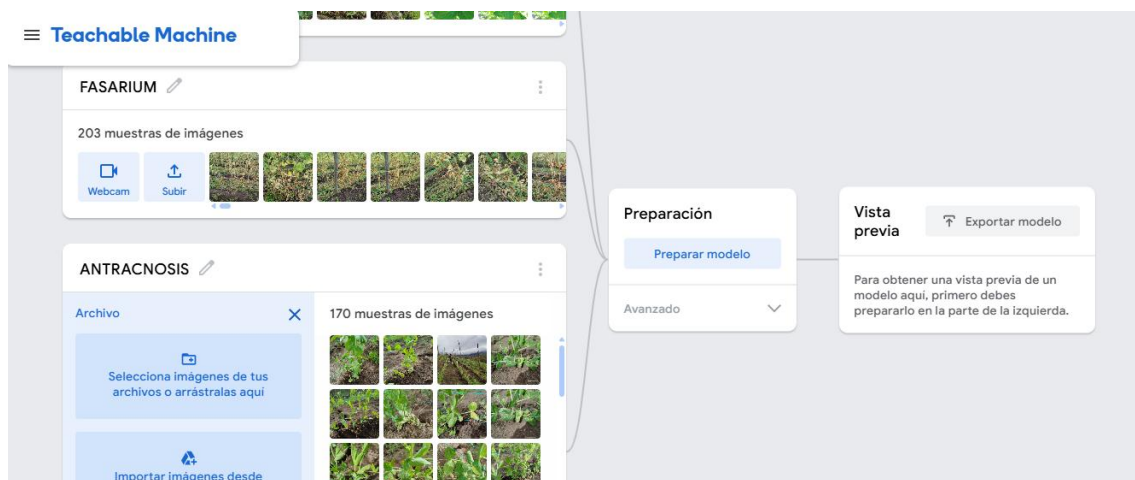 Teachable Machine
FASARIUM
203 muestras de imágenes
Webcam
Subir
ANTRACNOSIS
Archivo
Selecciona imágenes de tus
archivos o arrástralas aquí
Importar imágenes desde
170 muestras de imágenes
Preparación
Preparar modelo
Avanzado
Vista
previa
Exportar modelo
Para obtener una vista previa de un
modelo aquí, primero debes
prepararlo en la parte de la izquierda.